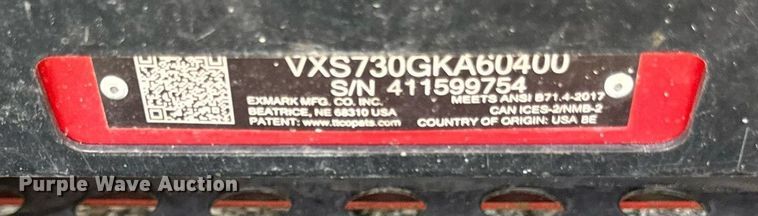 VXS730GKA60400
S/N 411599754
EXMARK MFG. CO. INC. MEETS ANSI B71.4-2017
BEATRICE, NE 68310 USA CAN ICES-2/NMB-2
PATENT: www.ttcopats.com COUNTRY OF ORIGIN: USA 8E
Purple Wave Auction